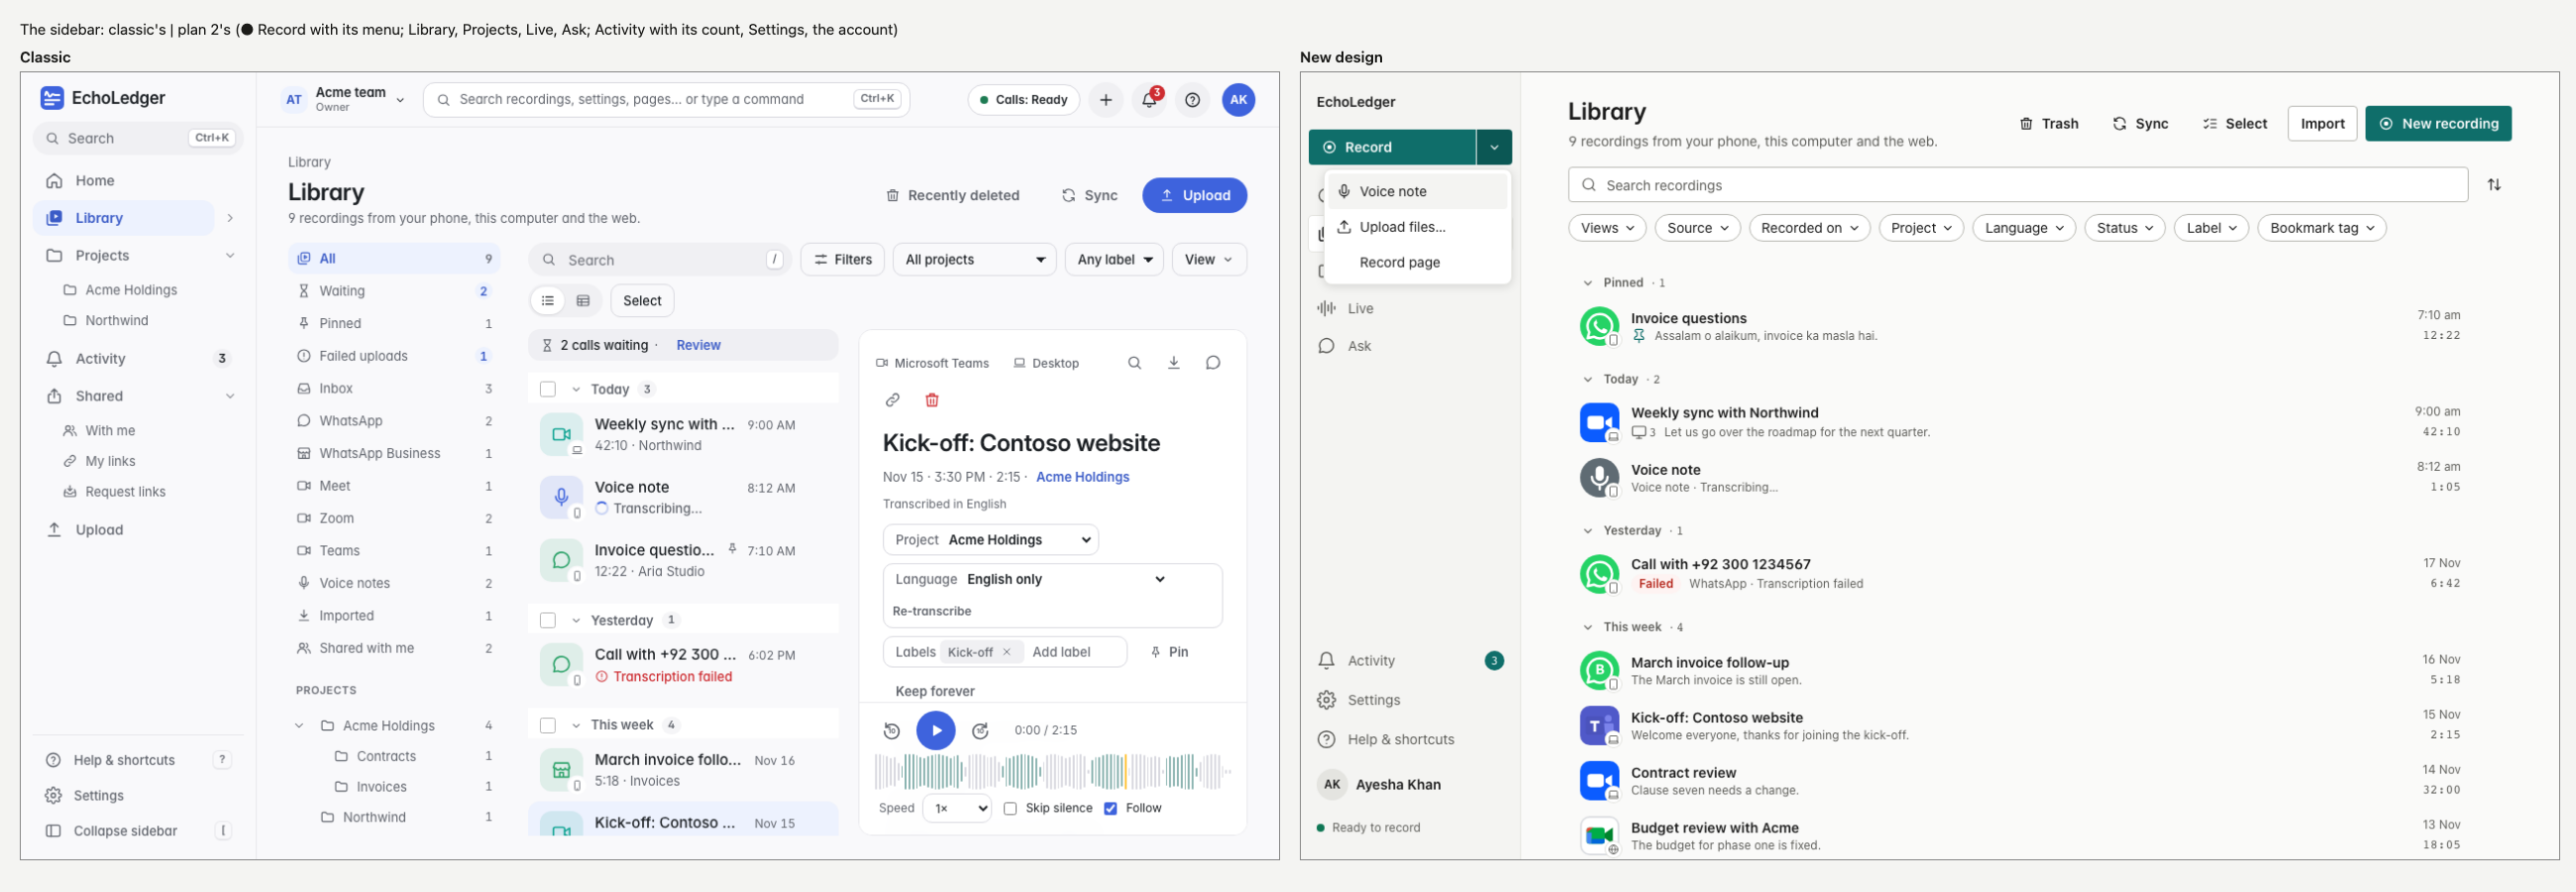 The sidebar: classic's | plan 2's (● Record with its menu; Library, Projects, Live, Ask; Activity with its count, Settings, the account)
Classic
EchoLedger
Search Ctrl+K
Home
Library
Projects
Acme Holdings
Northwind
Activity 3
Shared
With me
My links
Request links
Upload
Help & shortcuts ?
Settings
Collapse sidebar [
AT Acme team
Owner
Search recordings, settings, pages... or type a command Ctrl+K
Calls: Ready
3
AK
Library
Library
9 recordings from your phone, this computer and the web.
Recently deleted
Sync
Upload
All 9
Waiting 2
Pinned 1
Failed uploads 1
Inbox 3
WhatsApp 2
WhatsApp Business 1
Meet 1
Zoom 2
Teams 1
Voice notes 2
Imported 1
Shared with me 2
PROJECTS
Acme Holdings 4
Contracts 1
Invoices 1
Northwind 1
Search /
Filters
All projects
Any label
View
Select
2 calls waiting · Review
Today 3
Weekly sync with ... 9:00 AM
42:10 · Northwind
Voice note 8:12 AM
Transcribing...
Invoice questio... 7:10 AM
12:22 · Aria Studio
Yesterday 1
Call with +92 300 ... 6:02 PM
Transcription failed
This week 4
March invoice follo... Nov 16
5:18 · Invoices
Kick-off: Contoso ... Nov 15
Microsoft Teams Desktop
Kick-off: Contoso website
Nov 15 · 3:30 PM · 2:15 · Acme Holdings
Transcribed in English
Project Acme Holdings
Language English only
Re-transcribe
Labels Kick-off × Add label
Pin
Keep forever
10 10 0:00 / 2:15
Speed 1× Skip silence Follow
New design
EchoLedger
Record
Voice note
Upload files...
Record page
Live
Ask
Activity 3
Settings
Help & shortcuts
AK Ayesha Khan
Ready to record
Library
9 recordings from your phone, this computer and the web.
Trash
Sync
Select
Import
New recording
Search recordings
Views
Source
Recorded on
Project
Language
Status
Label
Bookmark tag
Pinned · 1
Invoice questions 7:10 am
Assalam o alaikum, invoice ka masla hai. 12:22
Today · 2
Weekly sync with Northwind 9:00 am
3 Let us go over the roadmap for the next quarter. 42:10
Voice note 8:12 am
Voice note · Transcribing... 1:05
Yesterday · 1
Call with +92 300 1234567 17 Nov
Failed WhatsApp · Transcription failed 6:42
This week · 4
March invoice follow-up 16 Nov
The March invoice is still open. 5:18
Kick-off: Contoso website 15 Nov
Welcome everyone, thanks for joining the kick-off. 2:15
Contract review 14 Nov
Clause seven needs a change. 32:00
Budget review with Acme 13 Nov
The budget for phase one is fixed. 18:05